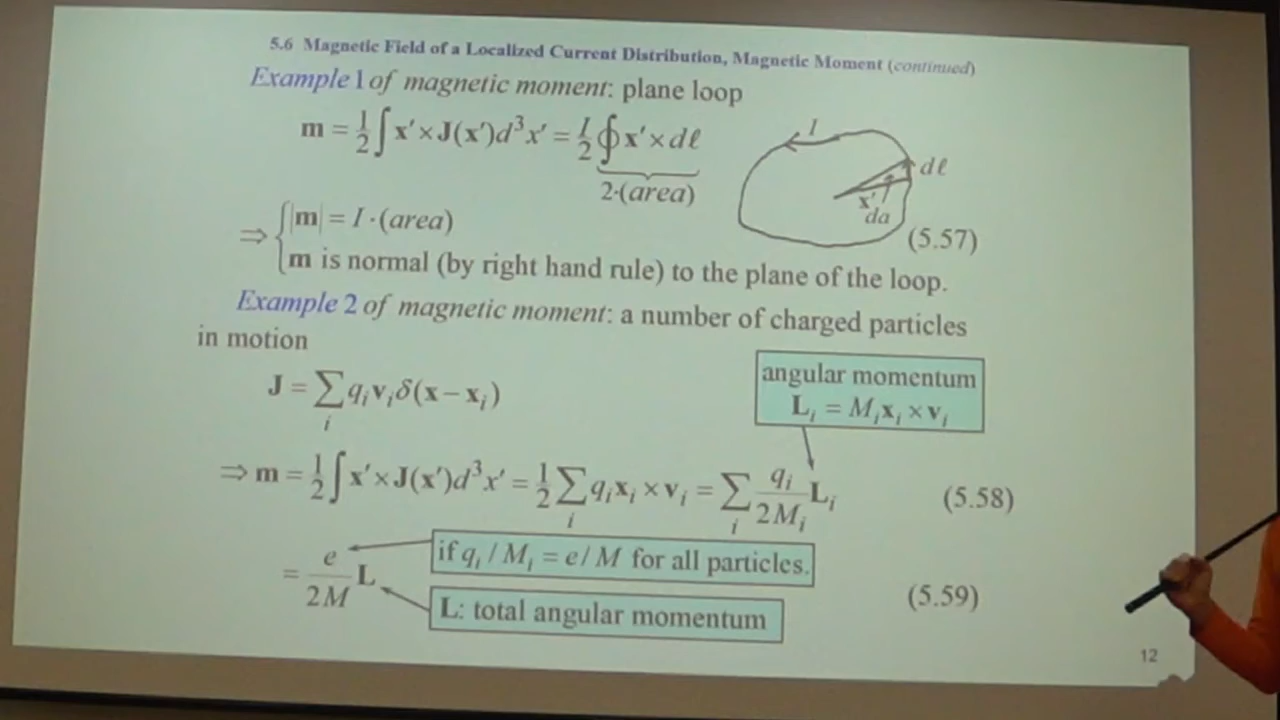 5.6 Magnetic Field of a Localized Current Distribution, Magnetic Moment (continued)
Example 1 of magnetic moment: plane loop
m = 1/2 ∫ x′ × J(x′)d³x′ = I/2 ∮ x′ × dℓ
2·(area)
I
dℓ
x′
da
⇒ { |m| = I · (area)
(5.57)
m is normal (by right hand rule) to the plane of the loop.
Example 2 of magnetic moment: a number of charged particles
in motion
J = ∑ᵢ qᵢvᵢδ(x − xᵢ)
angular momentum
Lᵢ = Mᵢxᵢ × vᵢ
⇒ m = 1/2 ∫ x′ × J(x′)d³x′ = 1/2 ∑ᵢ qᵢxᵢ × vᵢ = ∑ᵢ qᵢ/2Mᵢ Lᵢ (5.58)
if qᵢ / Mᵢ = e / M for all particles.
= e/2M L (5.59)
L: total angular momentum
12